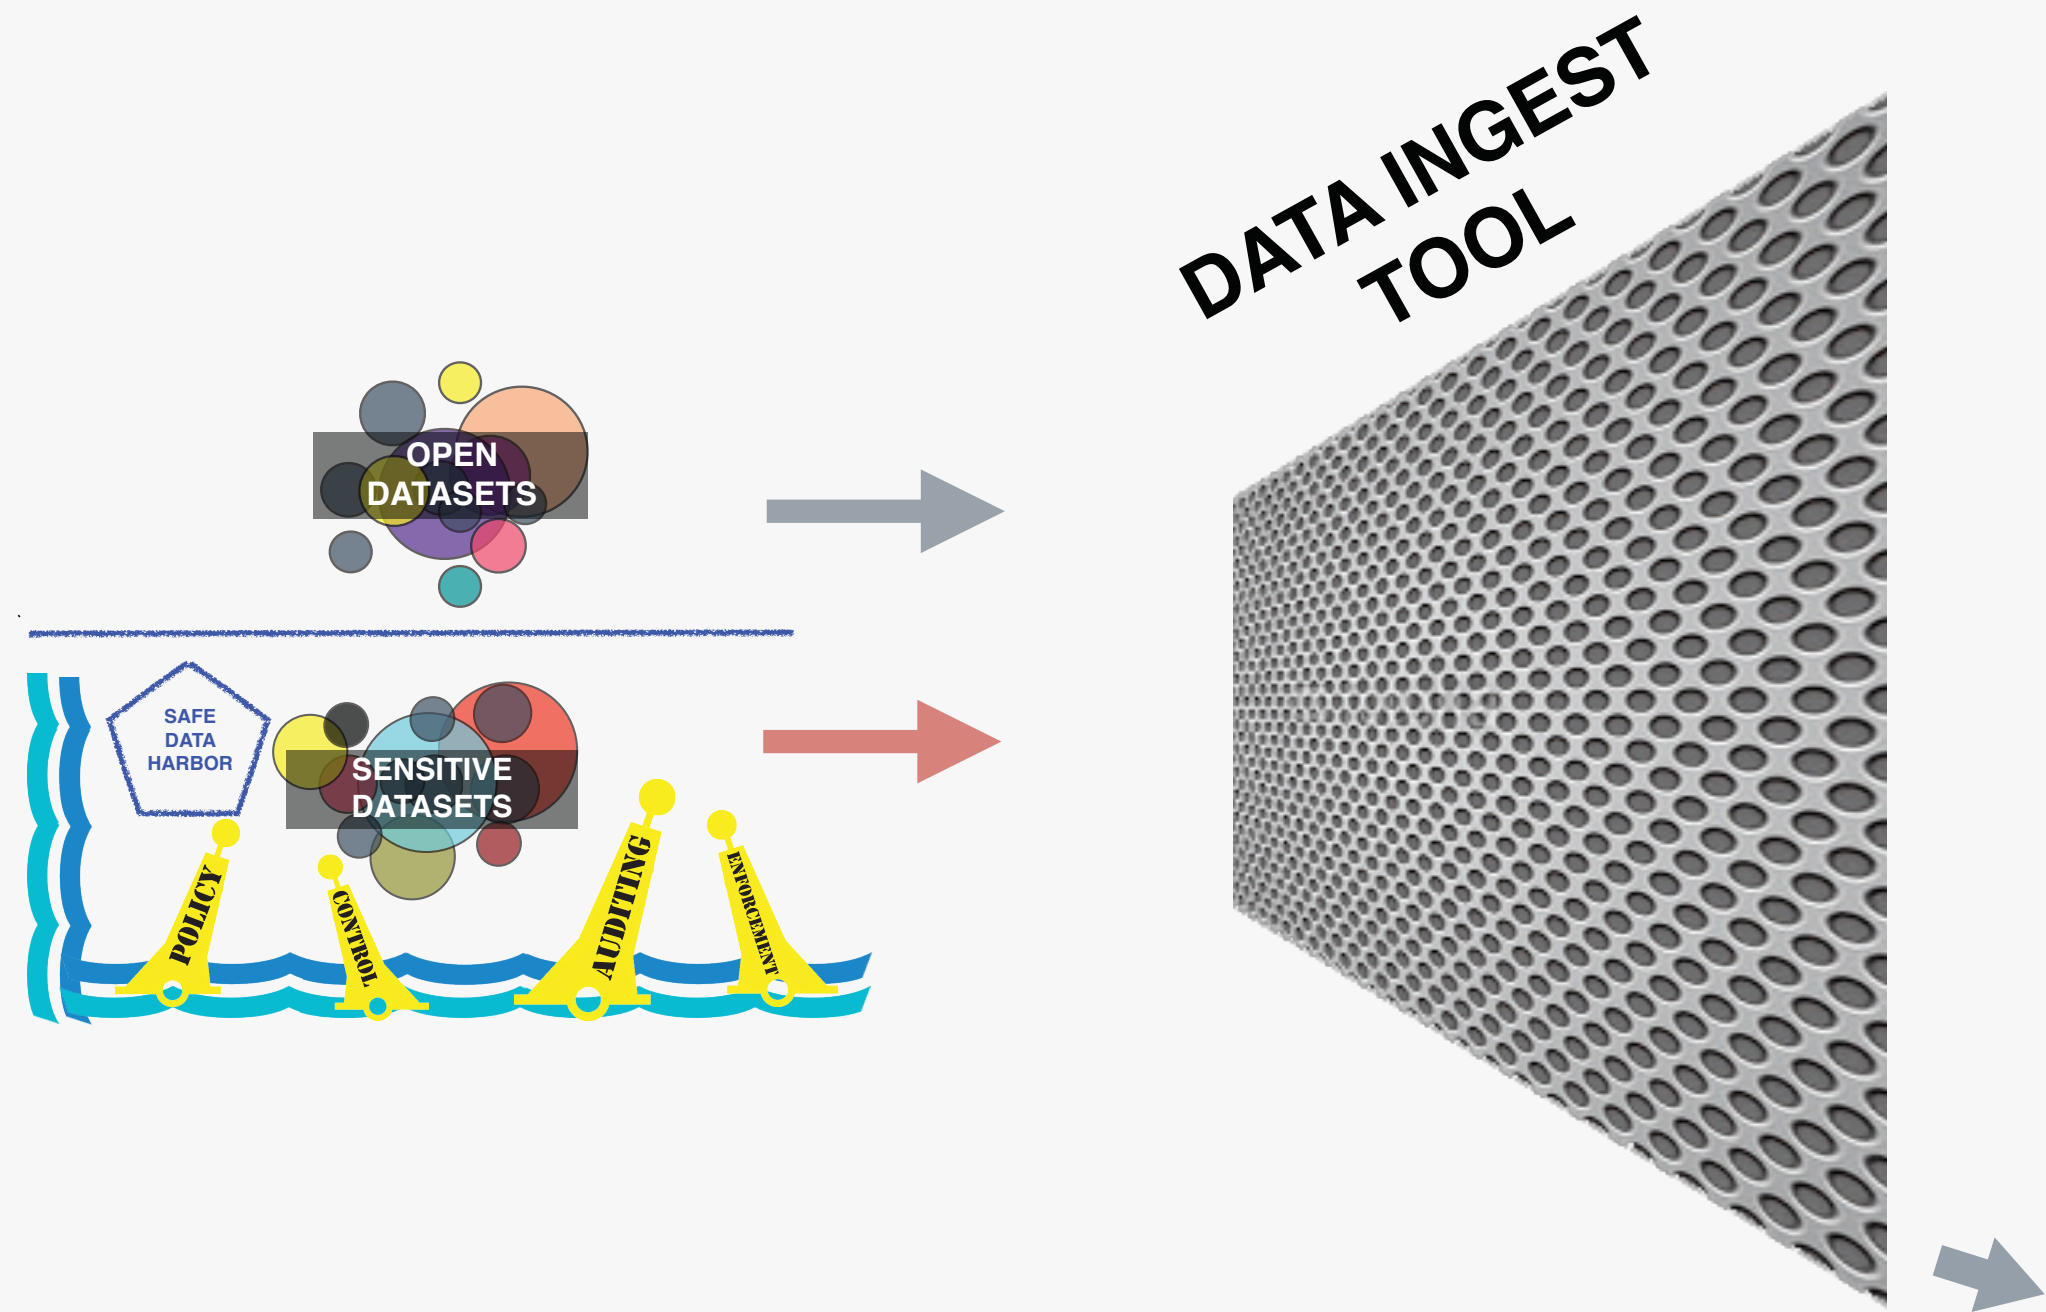 DATA INGEST
TOOL
OPEN
DATASETS
SAFE
DATA
HARBOR
SENSITIVE
DATASETS
POLICY
CONTROL
AUDITING
ENFORCEMENT